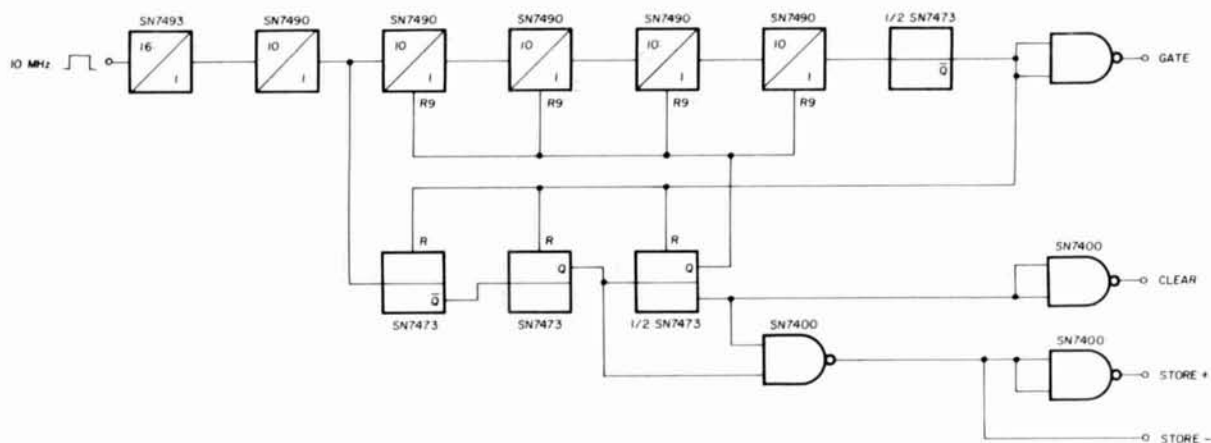 SN7493 SN7490 SN7490 SN7490 SN7490 SN7490 1/2 SN7473
10 MHz 16 1 10 1 10 1 10 1 10 1 10 1 Q̅ GATE
R9 R9 R9 R9
R R R
SN7400
Q Q
CLEAR
Q̅
SN7473 SN7473 1/2 SN7473
SN7400 SN7400
STORE +
STORE -